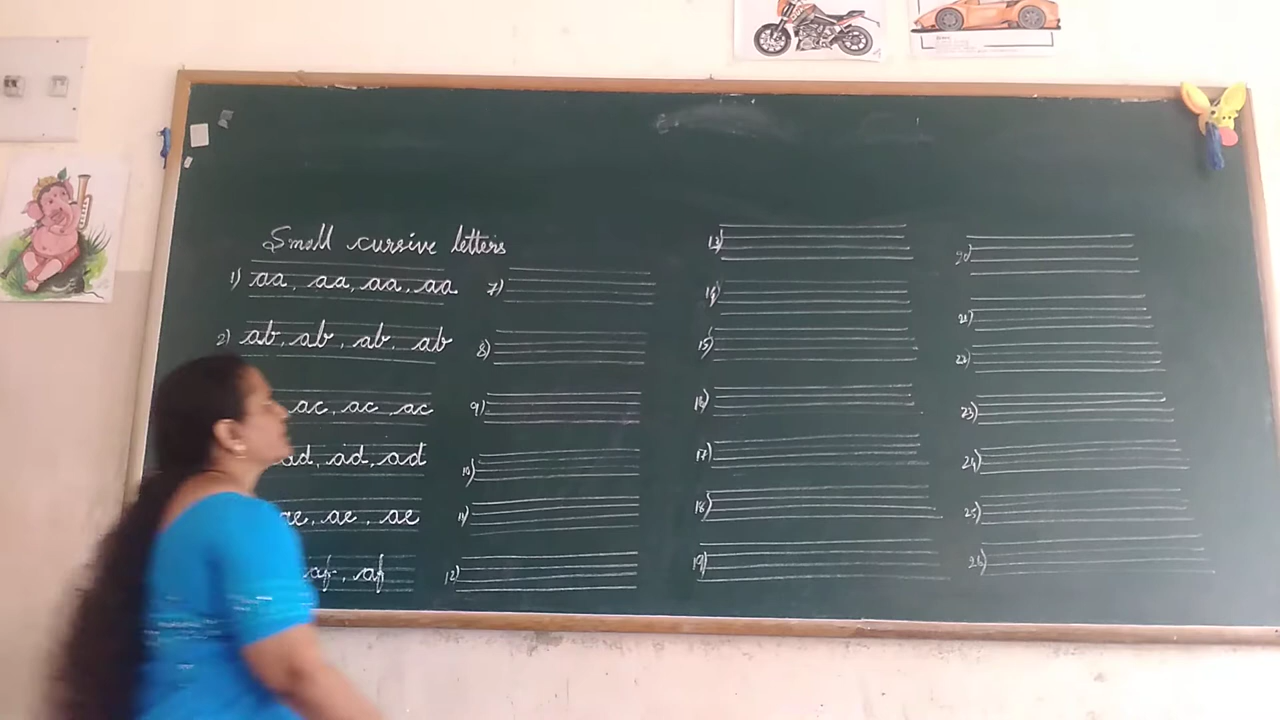 Small cursive letters
1) aa, aa, aa, aa
2) ab, ab, ab, ab
ac, ac, ac
ad, ad, ad
ae, ae, ae
af, af
7)
8)
9)
10)
11)
12)
13)
14)
15)
16)
17)
18)
19)
20)
21)
22)
23)
24)
25)
26)